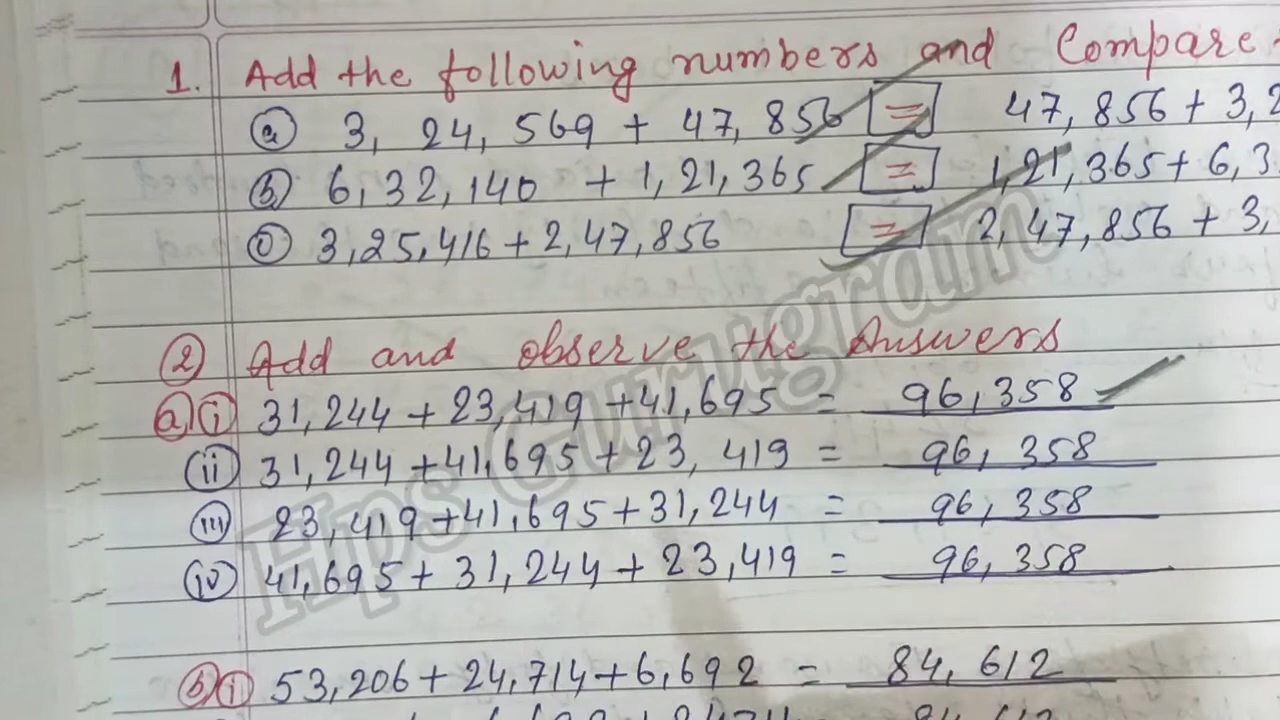 1. Add the following numbers and Compare :
ⓐ 3, 24, 569 + 47, 856 = 47, 856 + 3, 2
ⓑ 6, 32, 140 + 1, 21, 365 = 1, 21, 365 + 6, 3
ⓒ 3, 25, 416 + 2, 47, 856 = 2, 47, 856 + 3,
② Add and observe the Answers
ⓐ ⓘ 31,244 + 23,419 + 41,695 = 96,358
(ii) 31,244 + 41,695 + 23, 419 = 96, 358
(iii) 23,419 + 41,695 + 31,244 = 96, 358
(iv) 41,695 + 31,244 + 23,419 = 96, 358
Hps Gurugram
ⓑ ⓘ 53,206 + 24,714 + 6,692 = 84, 612